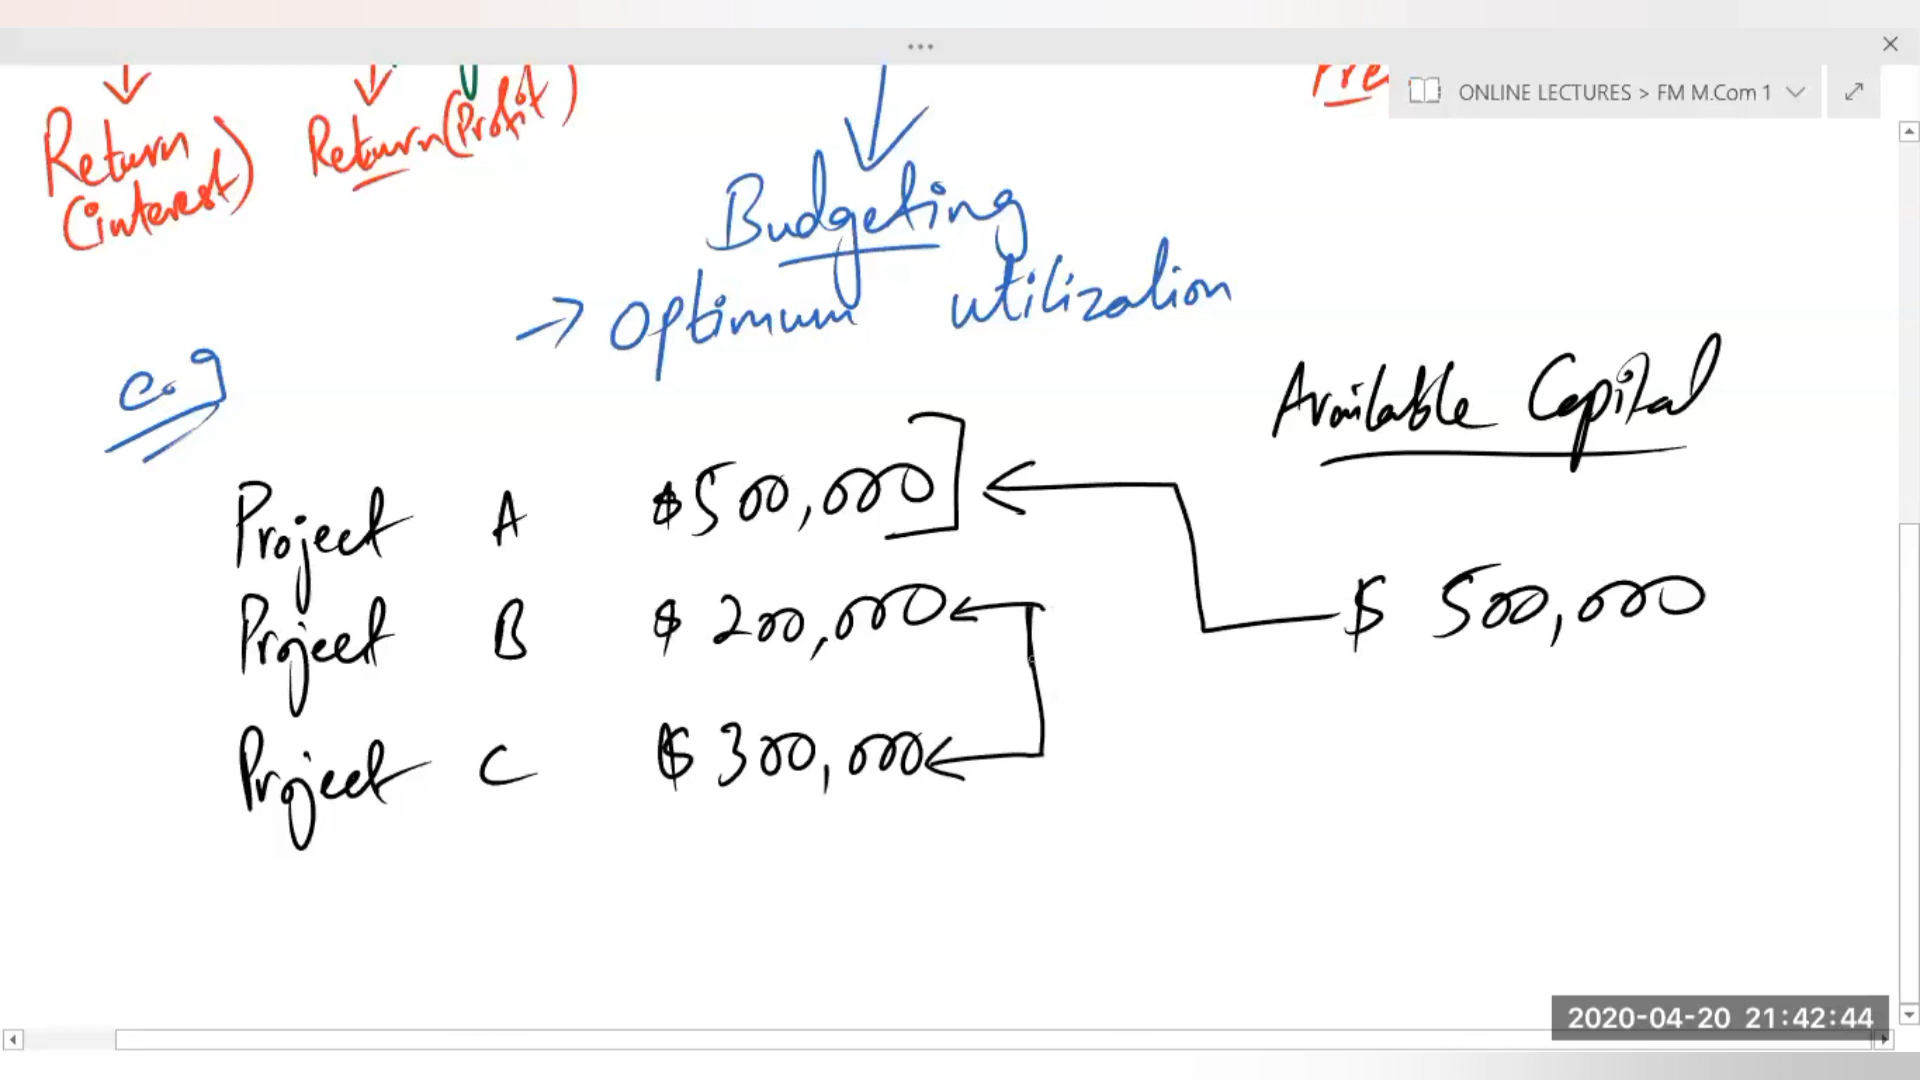 ...
Pre
ONLINE LECTURES > FM M.Com 1
Return
(interest)
Return (Profit)
Budgeting
→ Optimum utilization
e.g
Available Capital
Project A $500,000
Project B $ 200,000
$ 500,000
Project C $ 300,000
2020-04-20 21:42:44